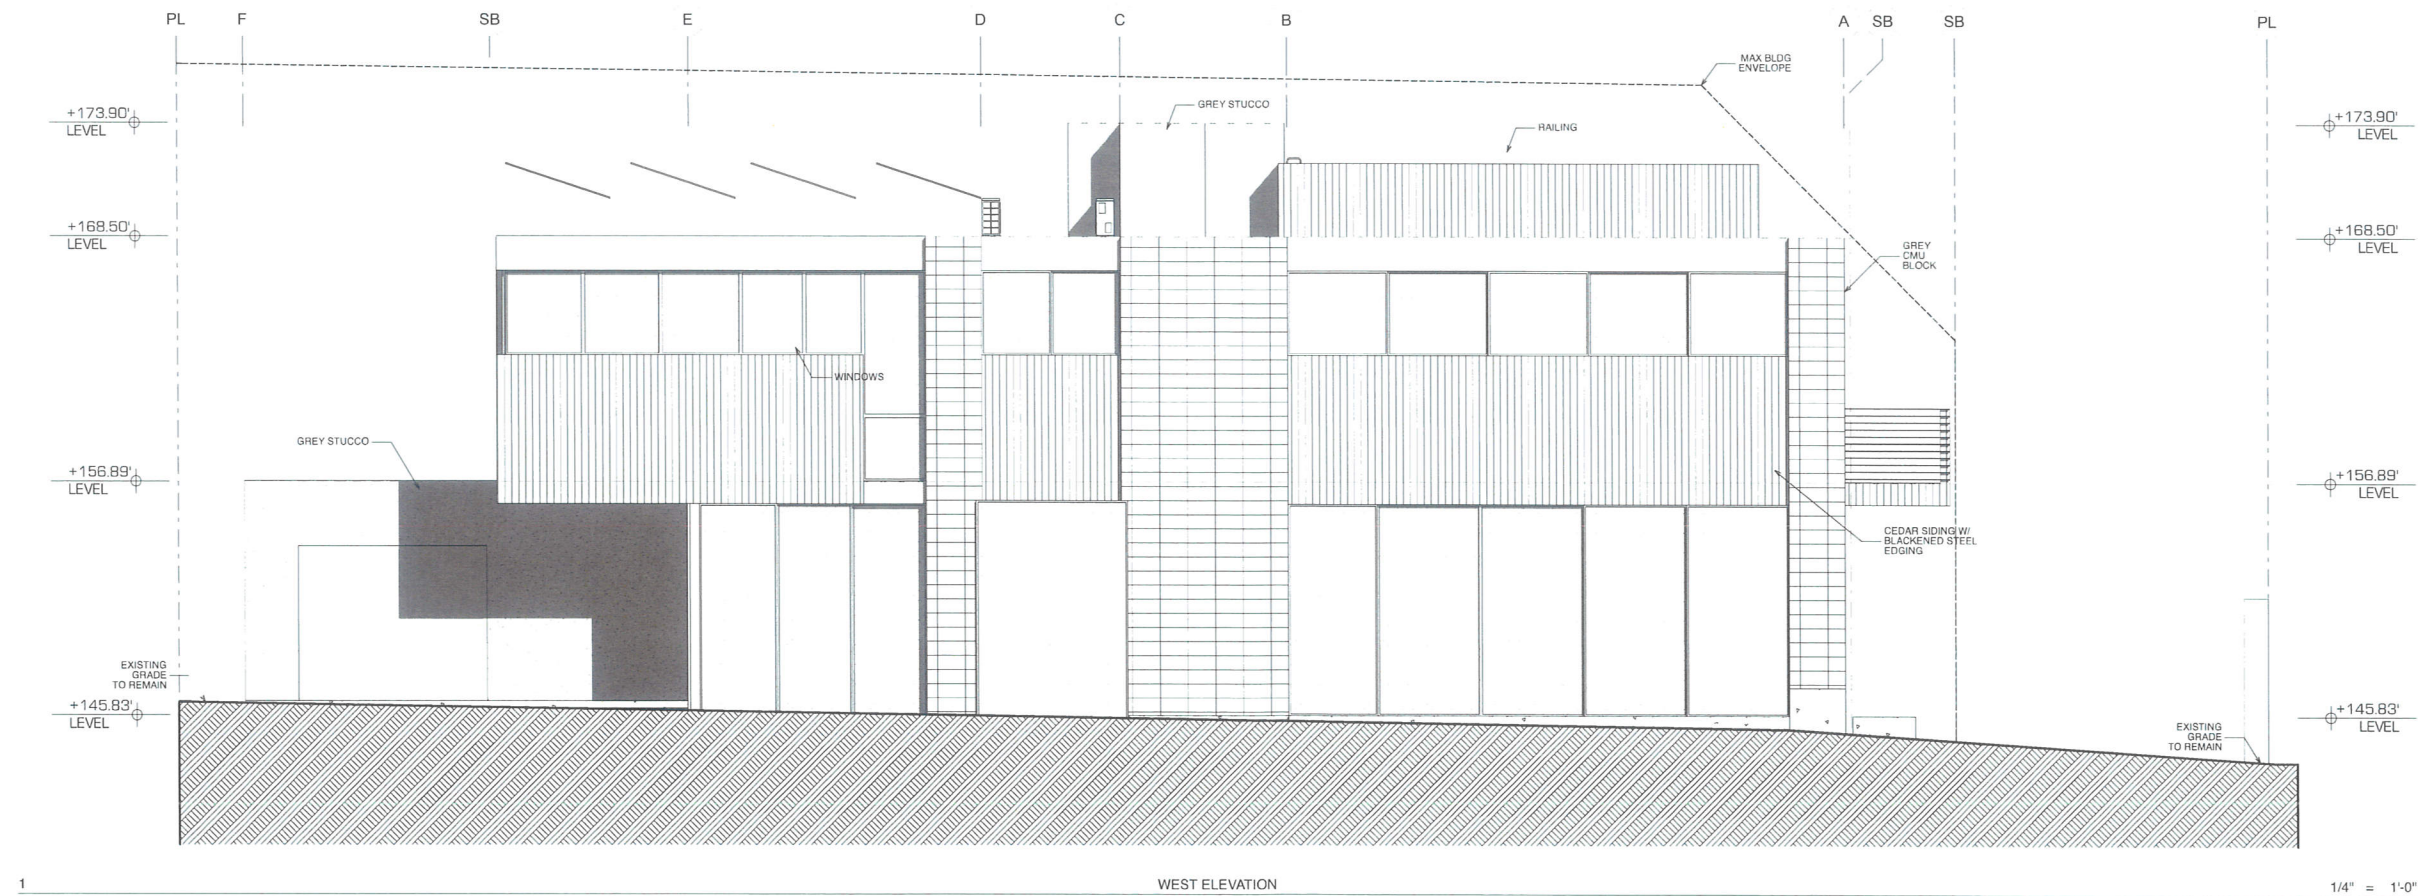 PL F SB E D C B A SB SB PL
MAX BLDG
ENVELOPE
+173.90'
LEVEL
GREY STUCCO
RAILING
+173.90'
LEVEL
+168.50'
LEVEL
GREY
CMU
BLOCK
+168.50'
LEVEL
WINDOWS
GREY STUCCO
+156.89'
LEVEL
+156.89'
LEVEL
CEDAR SIDING W/
BLACKENED STEEL
EDGING
EXISTING
GRADE
TO REMAIN
+145.83'
LEVEL
EXISTING
GRADE
TO REMAIN
+145.83'
LEVEL
1 WEST ELEVATION 1/4" = 1'-0"